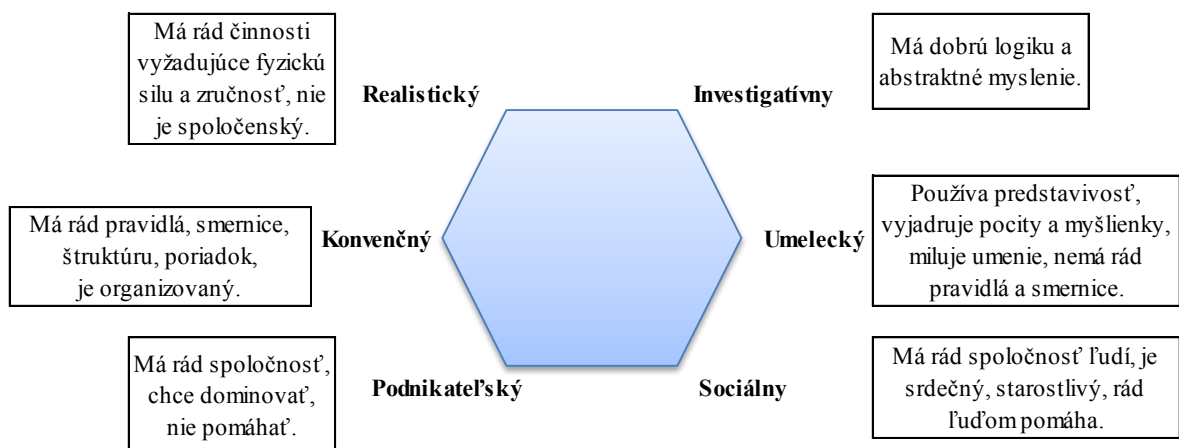 Má rád činnosti
vyžadujúce fyzickú
silu a zručnosť, nie
je spoločenský.
Realistický
Investigatívny
Má dobrú logiku a
abstraktné myslenie.
Má rád pravidlá, smernice,
štruktúru, poriadok,
je organizovaný.
Konvenčný
Umelecký
Používa predstavivosť,
vyjadruje pocity a myšlienky,
miluje umenie, nemá rád
pravidlá a smernice.
Má rád spoločnosť,
chce dominovať,
nie pomáhať.
Podnikateľský
Sociálny
Má rád spoločnosť ľudí, je
srdečný, starostlivý, rád
ľuďom pomáha.